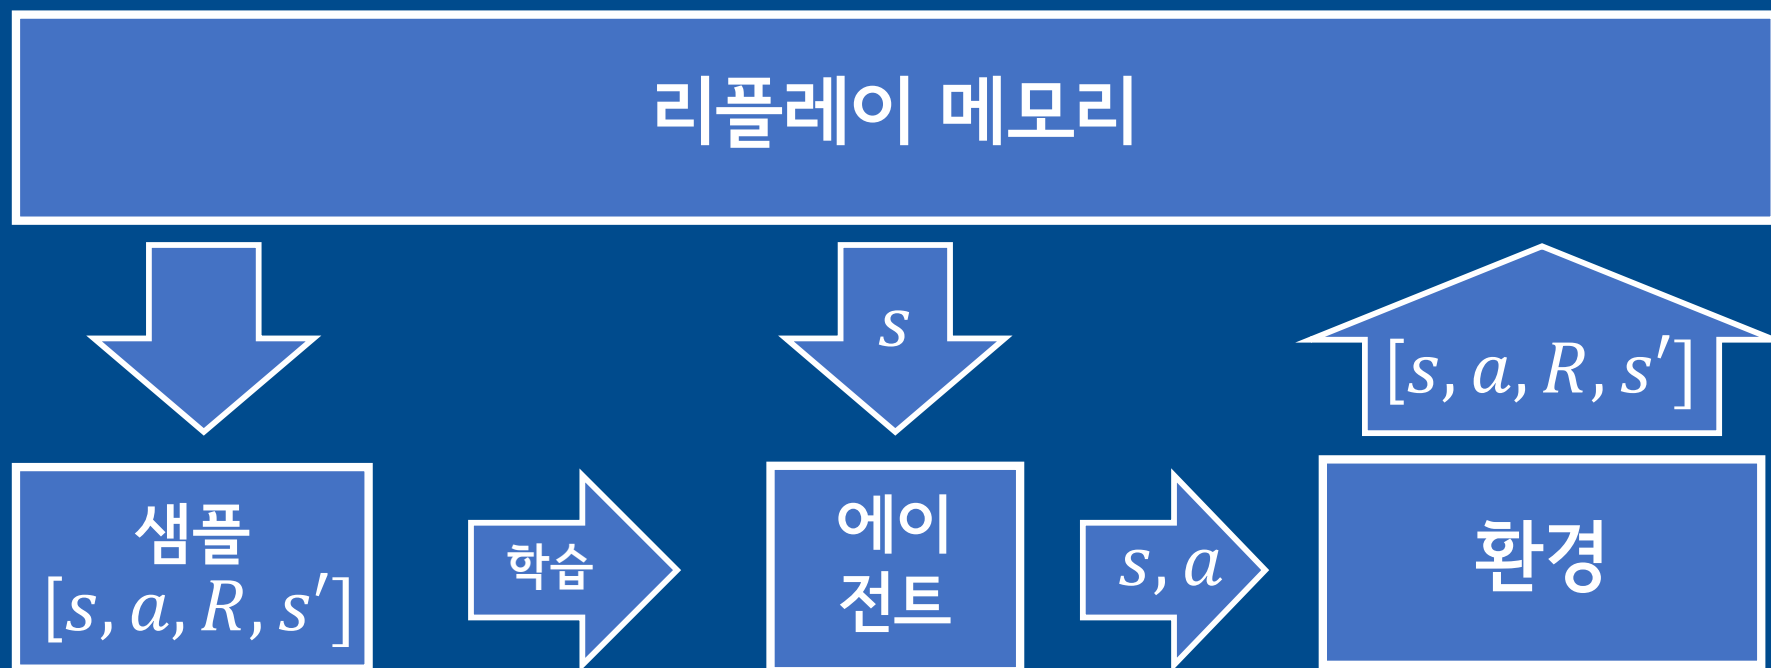 리플레이 메모리
s
[s, a, R, s′]
샘플
[s, a, R, s′]
학습
에이
전트
s, a
환경